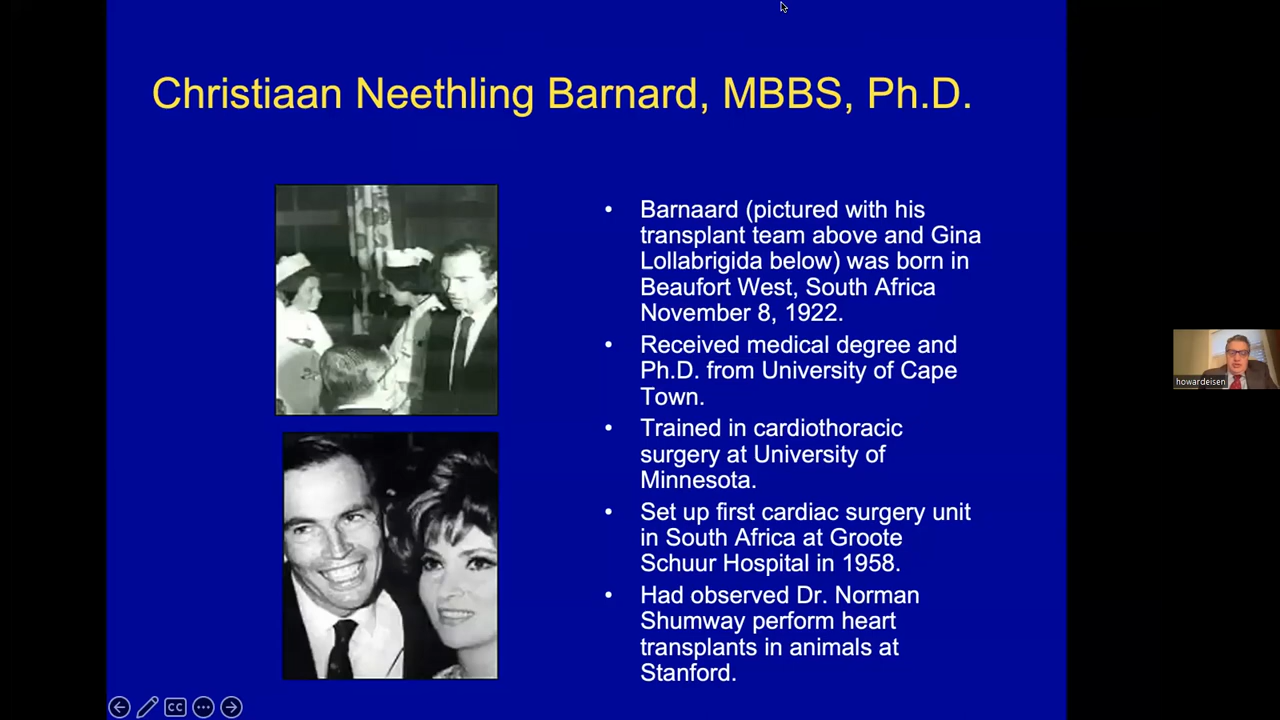 Christiaan Neethling Barnard, MBBS, Ph.D.
• Barnaard (pictured with his
transplant team above and Gina
Lollabrigida below) was born in
Beaufort West, South Africa
November 8, 1922.
• Received medical degree and
Ph.D. from University of Cape
Town.
• Trained in cardiothoracic
surgery at University of
Minnesota.
• Set up first cardiac surgery unit
in South Africa at Groote
Schuur Hospital in 1958.
• Had observed Dr. Norman
Shumway perform heart
transplants in animals at
Stanford.
howardeisen
CC